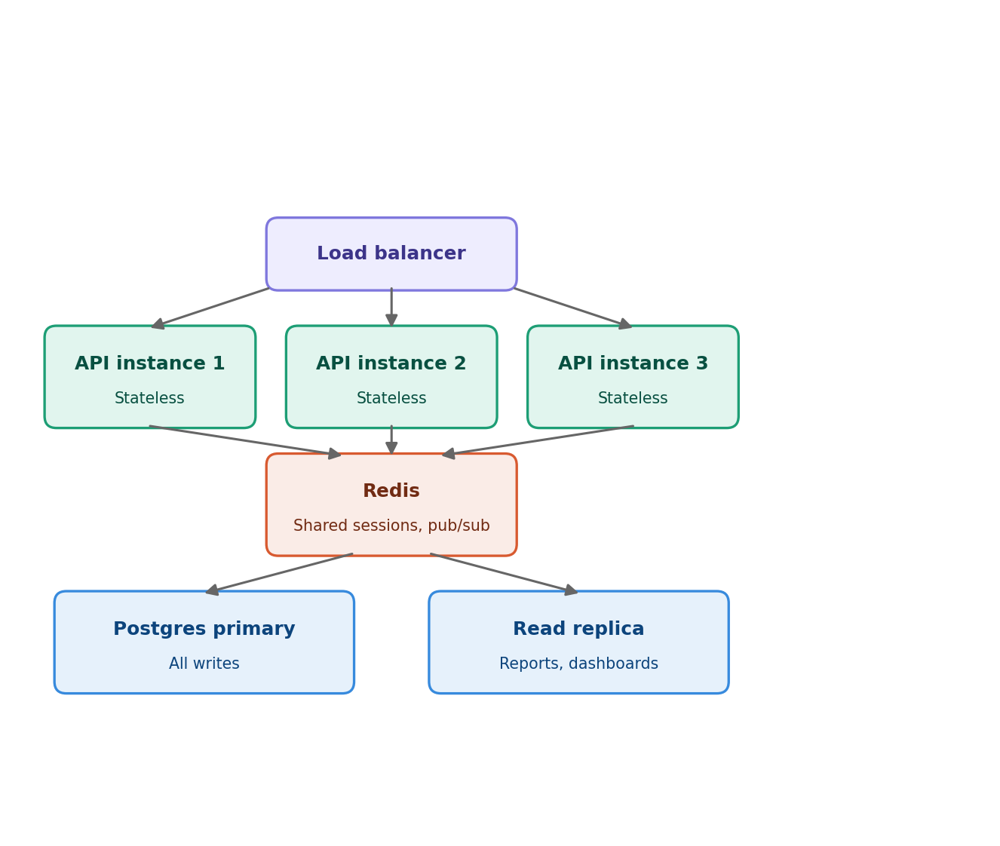 Load balancer
API instance 1
Stateless
API instance 2
Stateless
API instance 3
Stateless
Redis
Shared sessions, pub/sub
Postgres primary
All writes
Read replica
Reports, dashboards